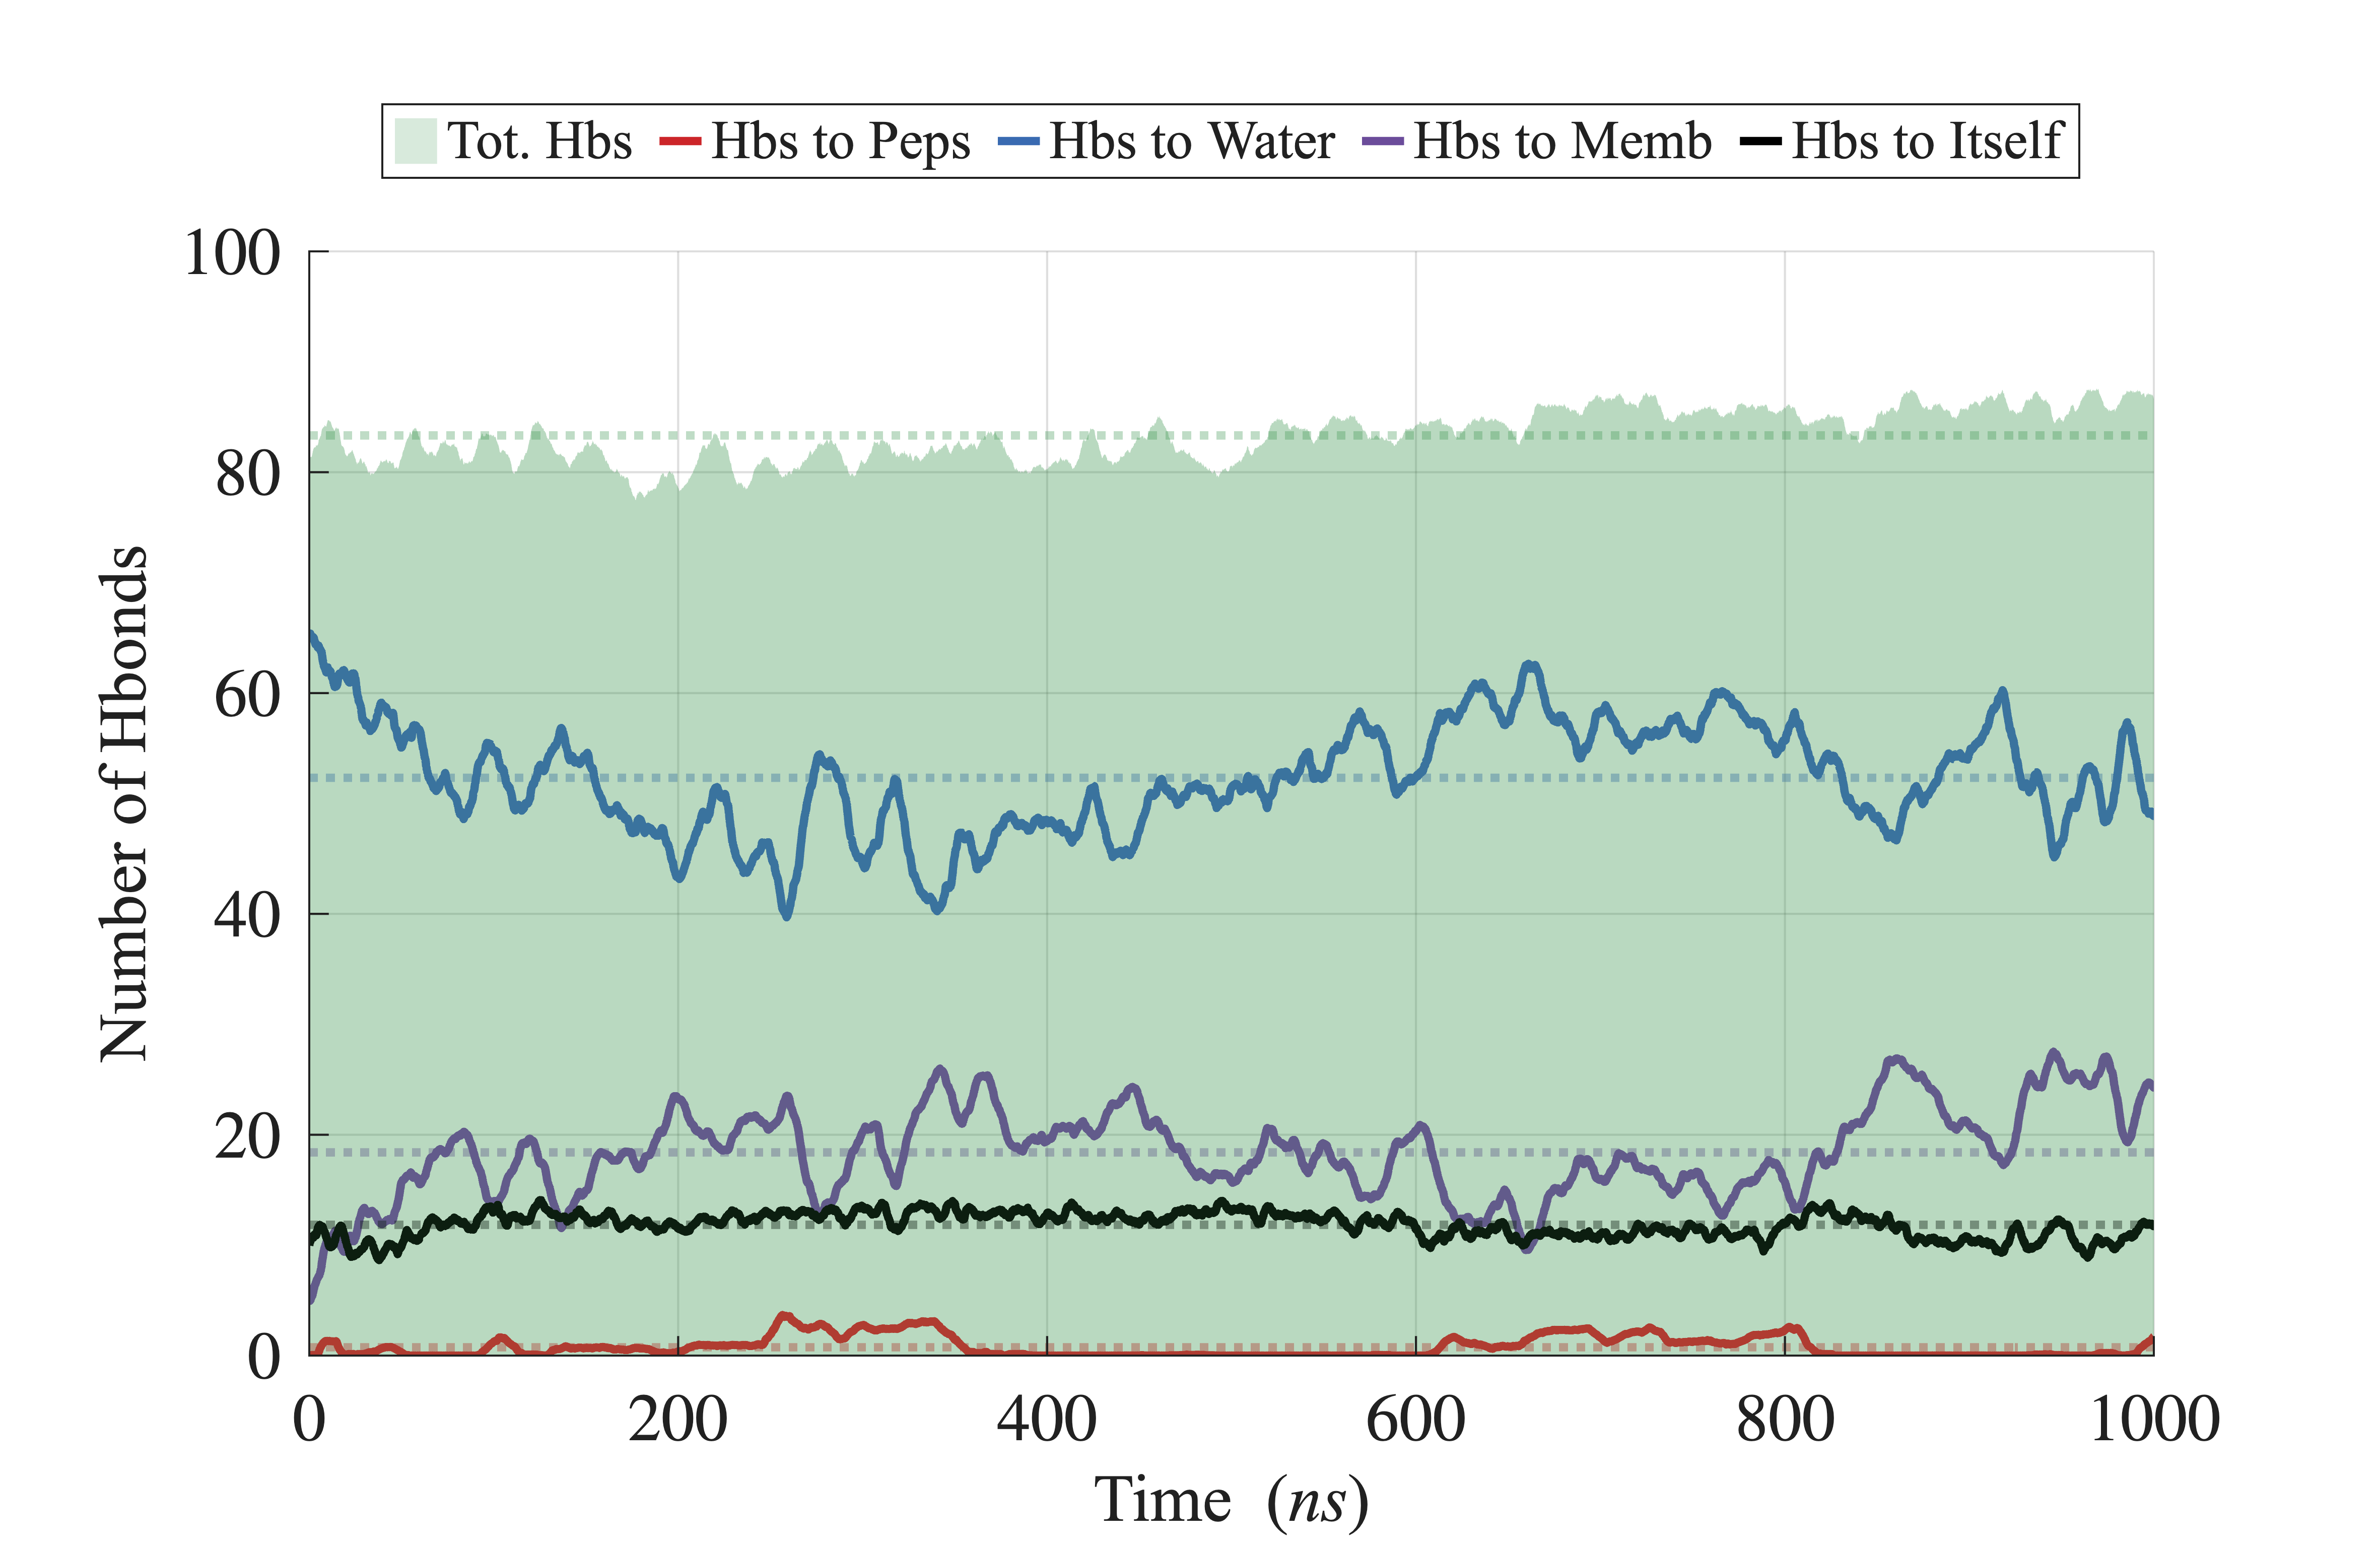 Tot. Hbs Hbs to Peps Hbs to Water Hbs to Memb Hbs to Itself
100
80
60
40
20
0
Number of Hbonds
0 200 400 600 800 1000
Time (ns)